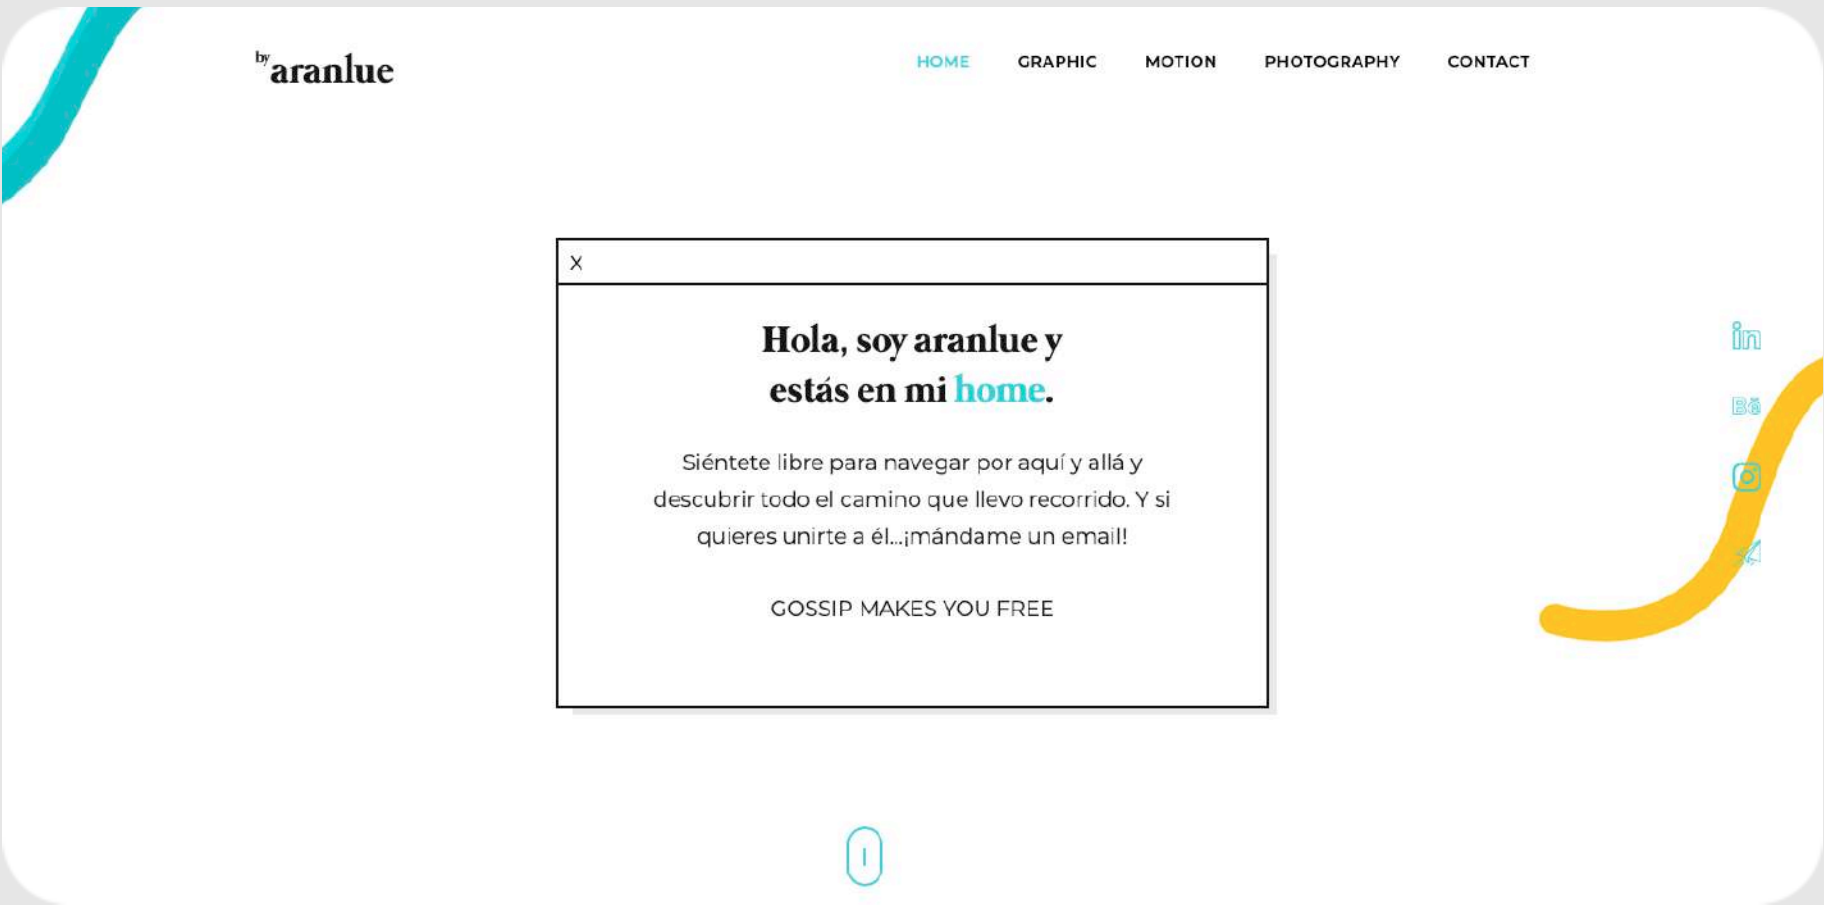 by aranlue
HOME GRAPHIC MOTION PHOTOGRAPHY CONTACT
X
Hola, soy aranlue y
estás en mi home.
Siéntete libre para navegar por aquí y allá y
descubrir todo el camino que llevo recorrido. Y si
quieres unirte a él...¡mándame un email!
GOSSIP MAKES YOU FREE
in
Bē